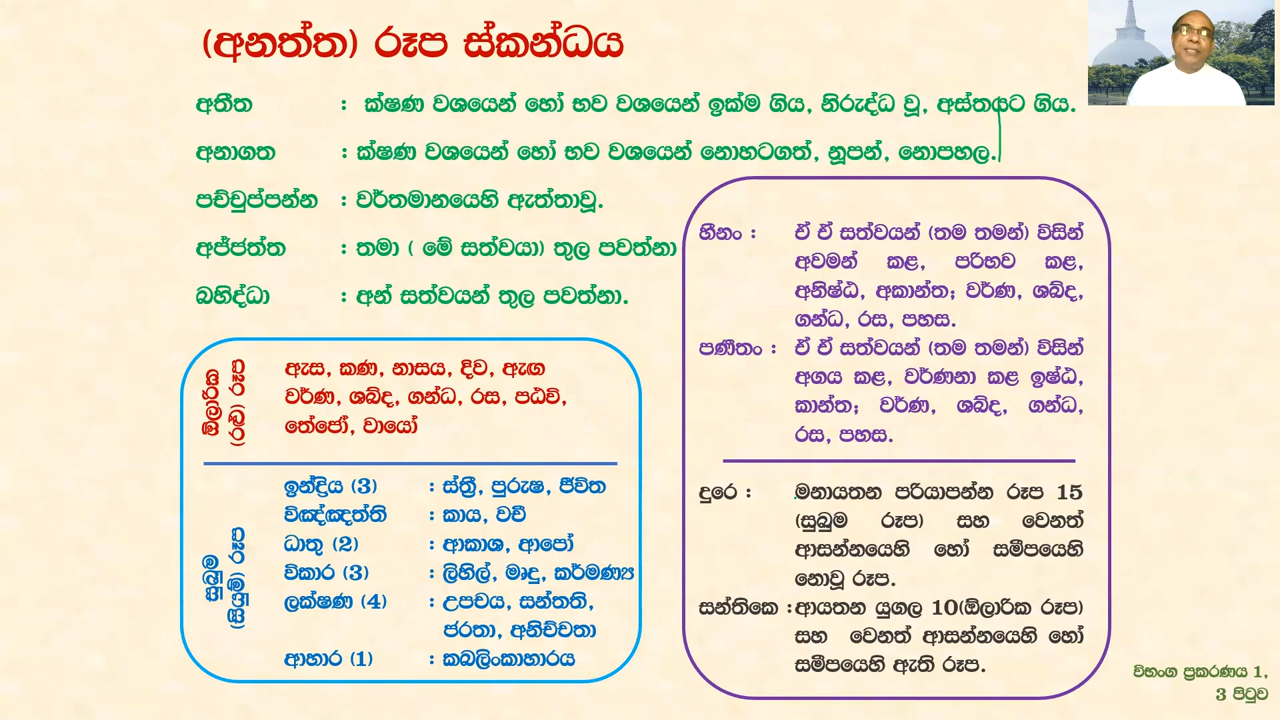 (අනත්ත) රූප ස්කන්ධය
අතීත : ක්ෂණ වශයෙන් හෝ භව වශයෙන් ඉක්ම ගිය, නිරුද්ධ වූ, අස්තයට ගිය.
අනාගත : ක්ෂණ වශයෙන් හෝ භව වශයෙන් නොහටගත්, නූපන්, නොපහල.
පච්චුප්පන්න : වර්තමානයෙහි ඇත්තාවූ.
අජ්ජත්ත : තමා ( මේ සත්වයා) තුල පවත්නා
බහිද්ධා : අන් සත්වයන් තුල පවත්නා.
ඕලාරික
(රළු) රූප
ඇස, කණ, නාසය, දිව, ඇඟ
වර්ණ, ශබ්ද, ගන්ධ, රස, පඨවි,
තේජෝ, වායෝ
සුඛුම
(සියුම්) රූප
ඉන්ද්‍රිය (3) : ස්ත්‍රී, පුරුෂ, ජීවිත
විඤ්ඤත්ති : කාය, වචී
ධාතු (2) : ආකාශ, ආපෝ
විකාර (3) : ලිහිල්, මෘදු, කර්මණ්‍ය
ලක්ෂණ (4) : උපචය, සන්තති,
ජරතා, අනිච්චතා
ආහාර (1) : කබලිංකාහාරය
හීනං : ඒ ඒ සත්වයන් (තම තමන්) විසින්
අවමන් කළ, පරිභව කළ,
අනිෂ්ඨ, අකාන්ත; වර්ණ, ශබ්ද,
ගන්ධ, රස, පහස.
පණීතං : ඒ ඒ සත්වයන් (තම තමන්) විසින්
අගය කළ, වර්ණනා කළ ඉෂ්ඨ,
කාන්ත; වර්ණ, ශබ්ද, ගන්ධ,
රස, පහස.
දුරෙ : මනායතන පරියාපන්න රූප 15
(සුඛුම රූප) සහ වෙනත්
ආසන්නයෙහි හෝ සමීපයෙහි
නොවූ රූප.
සන්තිකෙ : ආයතන යුගල 10(ඕලාරික රූප)
සහ වෙනත් ආසන්නයෙහි හෝ
සමීපයෙහි ඇති රූප.
විභංග ප්‍රකරණය 1,
3 පිටුව